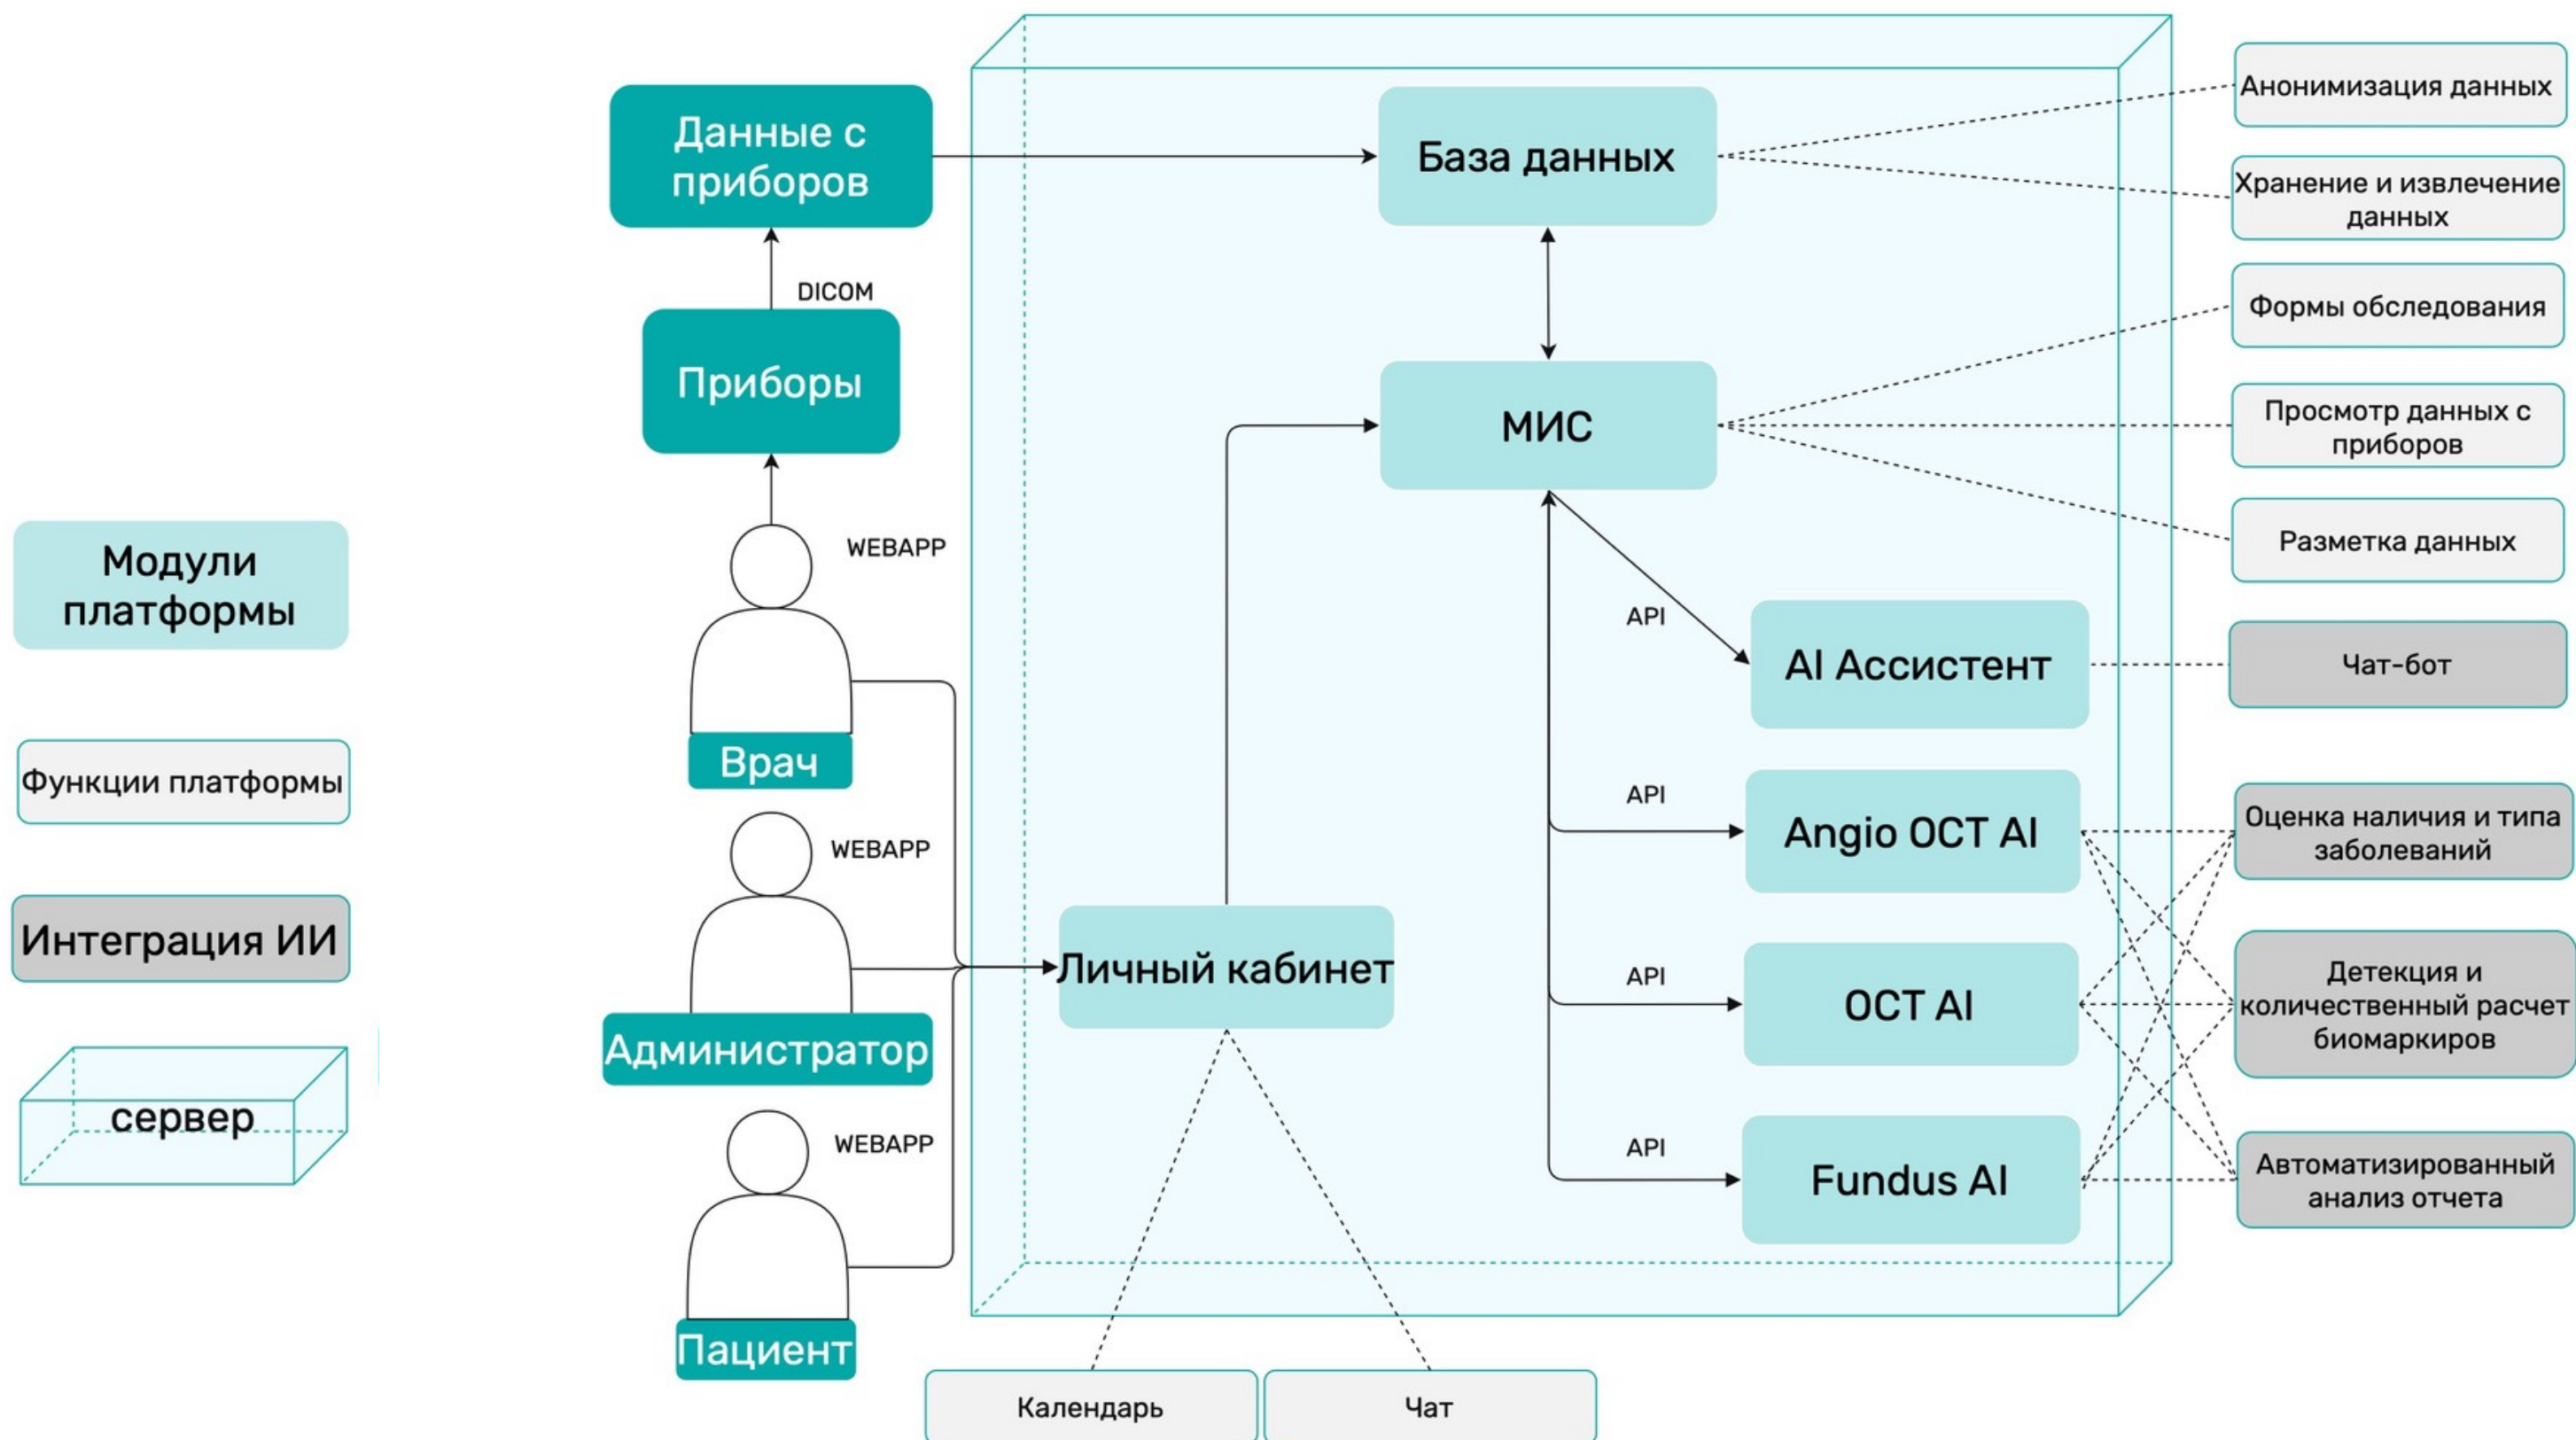 Модули
платформы
Функции платформы
Интеграция ИИ
сервер
Данные с
приборов
DICOM
Приборы
WEBAPP
Врач
WEBAPP
Администратор
WEBAPP
Пациент
База данных
МИС
API
AI Ассистент
API
Angio OCT AI
API
OCT AI
API
Fundus AI
Личный кабинет
Календарь
Чат
Анонимизация данных
Хранение и извлечение
данных
Формы обследования
Просмотр данных с
приборов
Разметка данных
Чат-бот
Оценка наличия и типа
заболеваний
Детекция и
количественный расчет
биомаркиров
Автоматизированный
анализ отчета